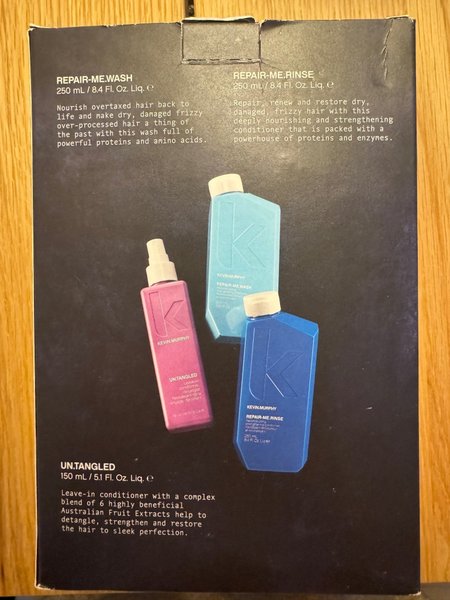 REPAIR-ME.WASH
250 mL / 8.4 Fl. Oz. Liq. ℮
Nourish overtaxed hair back to
life and make dry, damaged frizzy
over-processed hair a thing of
the past with this wash full of
powerful proteins and amino acids.
REPAIR-ME.RINSE
250 mL / 8.4 Fl. Oz. Liq. ℮
Repair, renew and restore dry,
damaged, frizzy hair with this
deeply nourishing and strengthening
conditioner that is packed with a
powerhouse of proteins and enzymes.
KEVIN.MURPHY
REPAIR-ME.WASH
KEVIN.MURPHY
UN.TANGLED
KEVIN.MURPHY
REPAIR-ME.RINSE
UN.TANGLED
150 mL / 5.1 Fl. Oz. Liq. ℮
Leave-in conditioner with a complex
blend of 6 highly beneficial
Australian Fruit Extracts help to
detangle, strengthen and restore
the hair to sleek perfection.